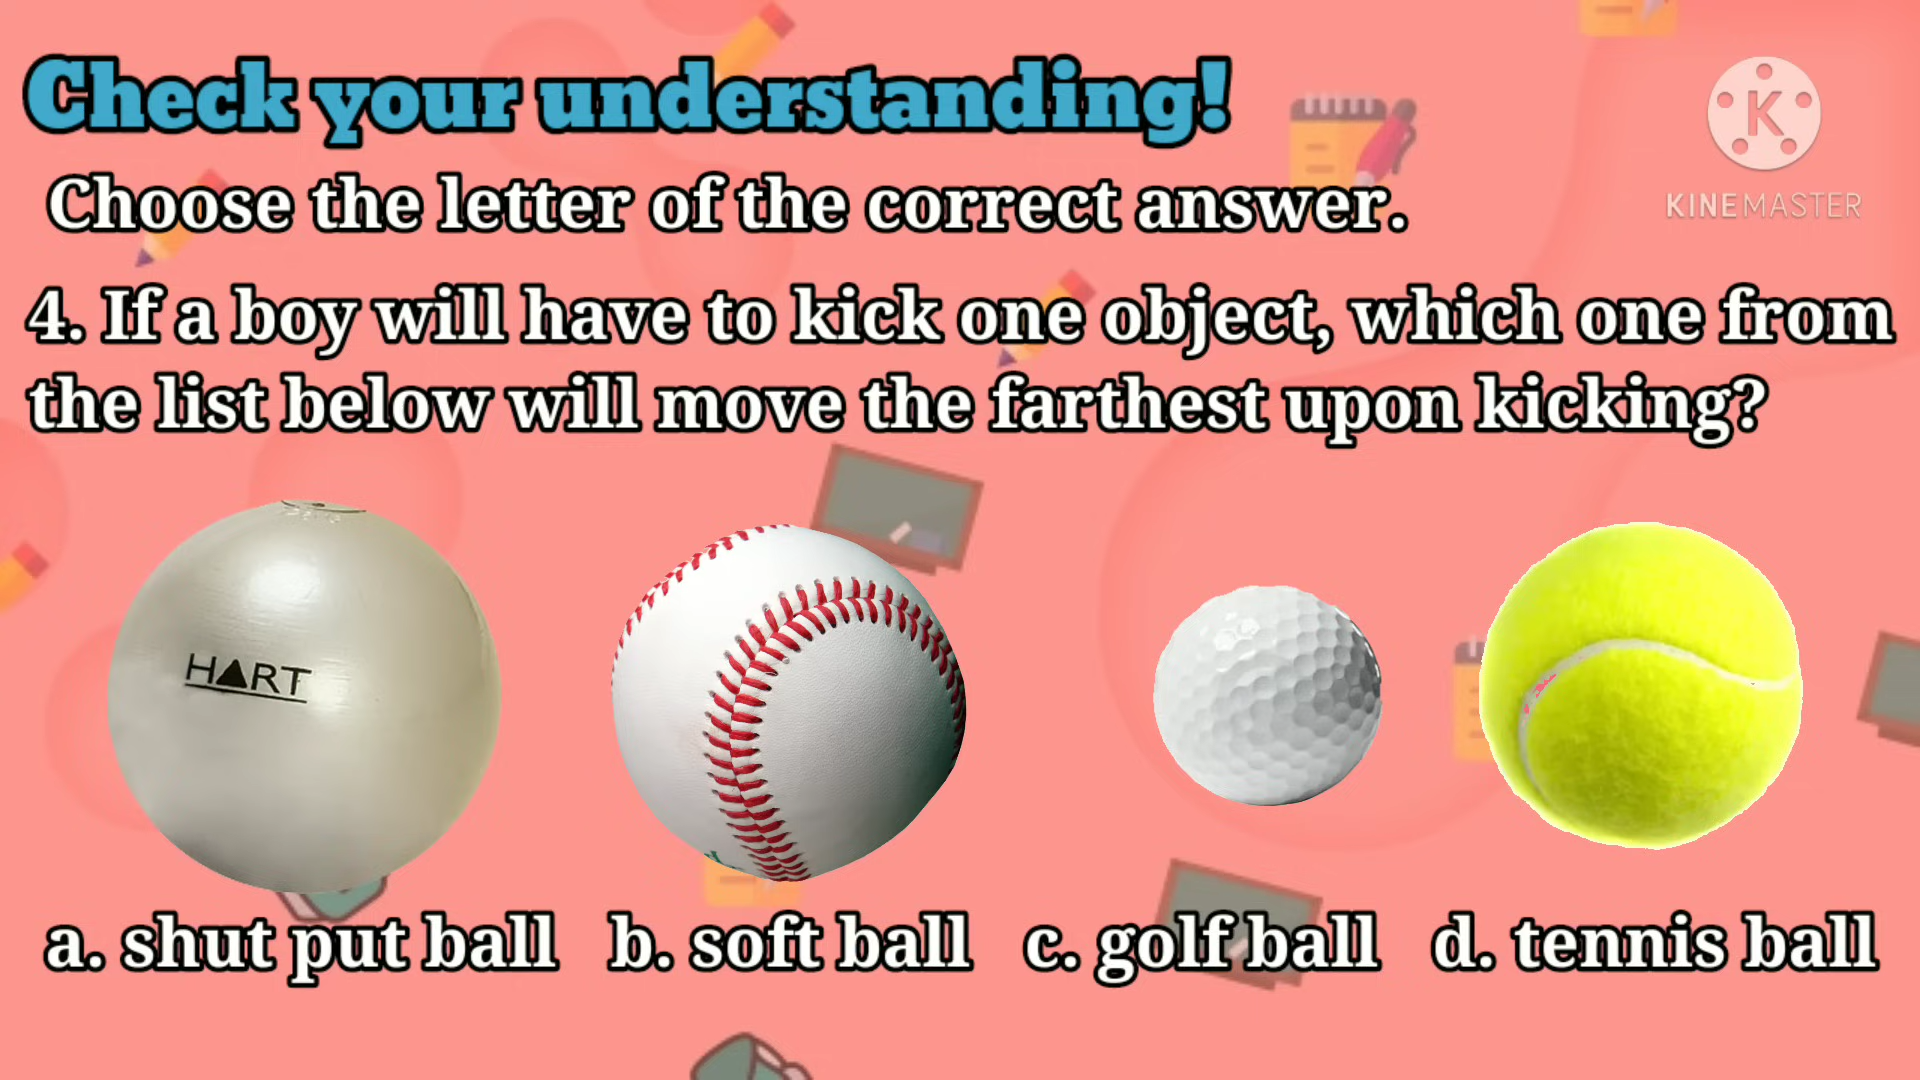 Check your understanding!
KINEMASTER
Choose the letter of the correct answer.
4. If a boy will have to kick one object, which one from
the list below will move the farthest upon kicking?
HART
a. shut put ball b. soft ball c. golf ball d. tennis ball